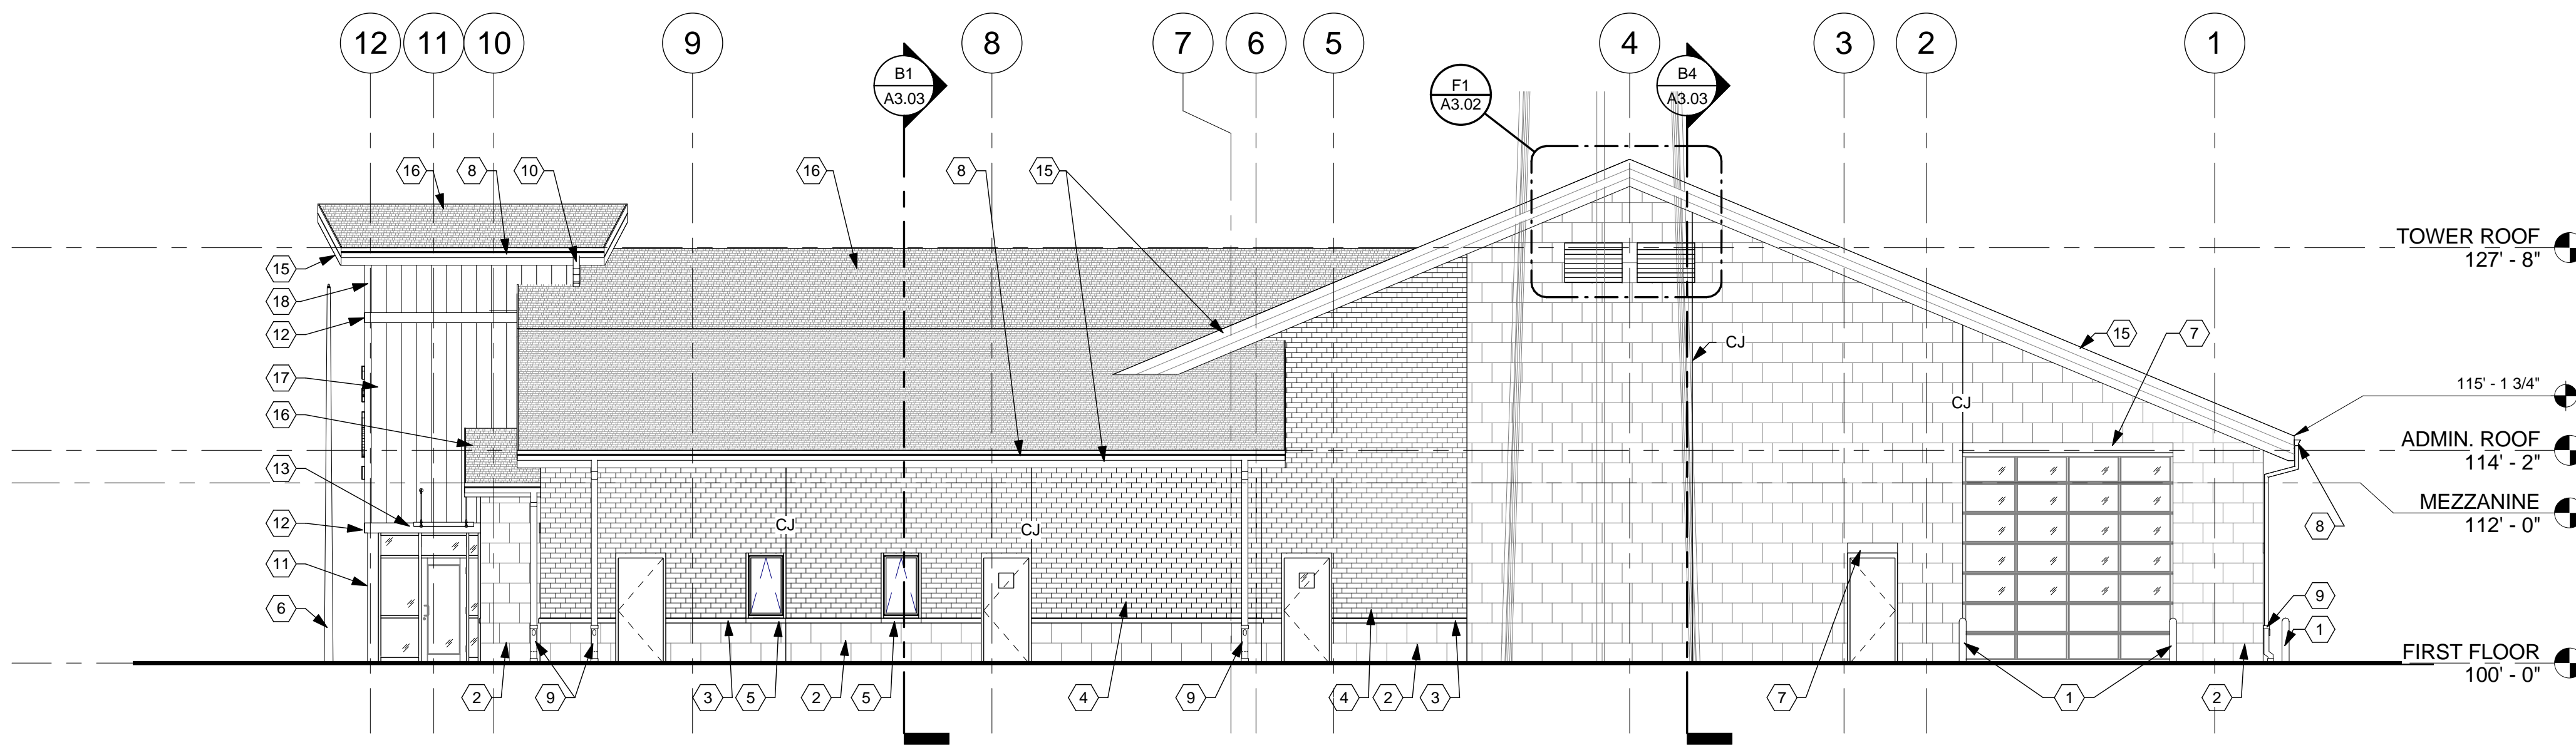 12 11 10 9 8 7 6 5 4 3 2 1
B1
A3.03
F1
A3.02
B4
A3.03
16 8 10 16 8 15
TOWER ROOF
127' - 8"
15
18
12
15 7
CJ
17
115' - 1 3/4"
CJ
16
ADMIN. ROOF
114' - 2"
13
MEZZANINE
112' - 0"
12
CJ CJ
8
11
9
6
1
FIRST FLOOR
100' - 0"
2 9 3 5 2 5 4 9 4 2 3 7 1 2